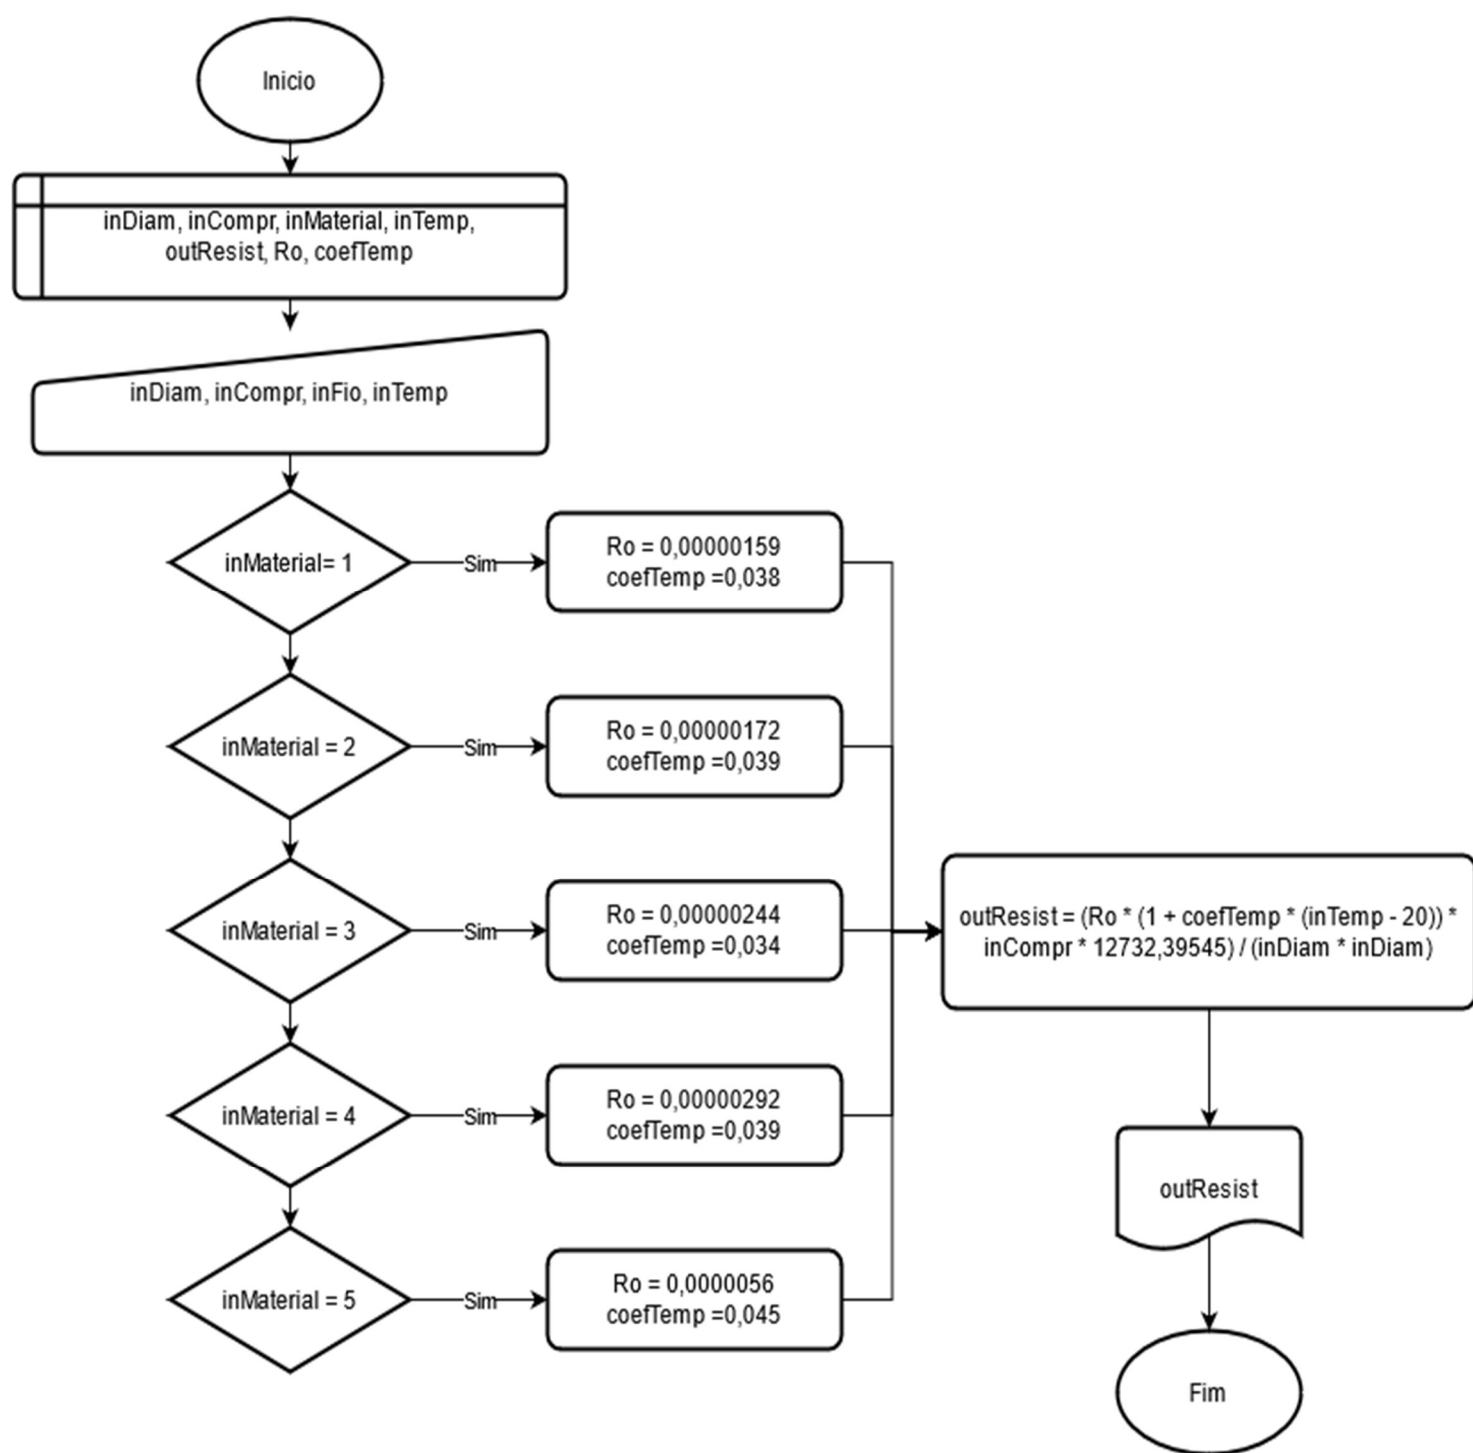 Inicio
inDiam, inCompr, inMaterial, inTemp,
outResist, Ro, coefTemp
inDiam, inCompr, inFio, inTemp
inMaterial= 1
Sim
Ro = 0,00000159
coefTemp =0,038
inMaterial = 2
Sim
Ro = 0,00000172
coefTemp =0,039
inMaterial = 3
Sim
Ro = 0,00000244
coefTemp =0,034
outResist = (Ro * (1 + coefTemp * (inTemp - 20)) *
inCompr * 12732,39545) / (inDiam * inDiam)
inMaterial = 4
Sim
Ro = 0,00000292
coefTemp =0,039
inMaterial = 5
Sim
Ro = 0,0000056
coefTemp =0,045
outResist
Fim